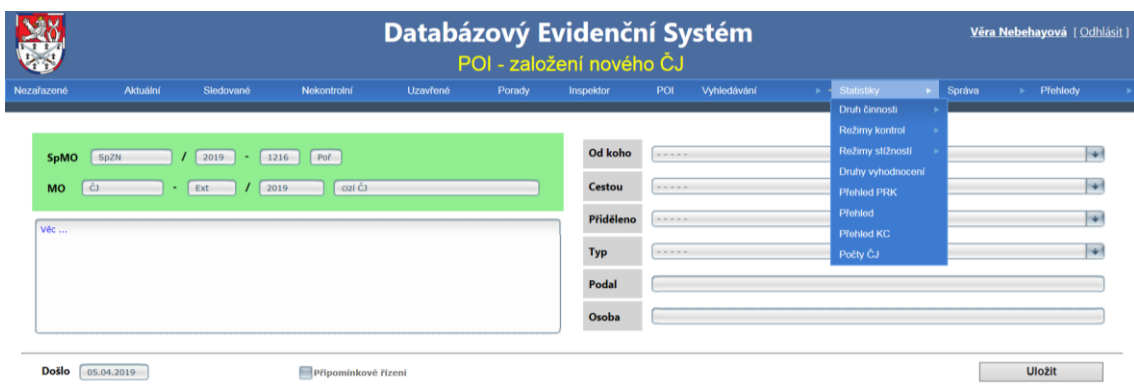 Databázový Evidenční Systém
Věra Nebehayová [ Odhlásit ]
POI - založení nového ČJ
Nezařazené Aktuální Sledované Nekontrolní Uzavřené Porady Inspektor POI Vyhledávání Statistiky Správa Přehledy
Druh činnosti
Režimy kontrol
Režimy stížností
Druhy vyhodnocení
Přehled PRK
Přehled
Přehled KC
Počty ČJ
SpMO SpZN / 2019 - 1216 Poř
MO ČJ - Ext / 2019 cizí ČJ
Věc ...
Od koho - - - - -
Cestou - - - - -
Přiděleno - - - - -
Typ - - - - -
Podal
Osoba
Došlo 05.04.2019 Připomínkové řízení Uložit